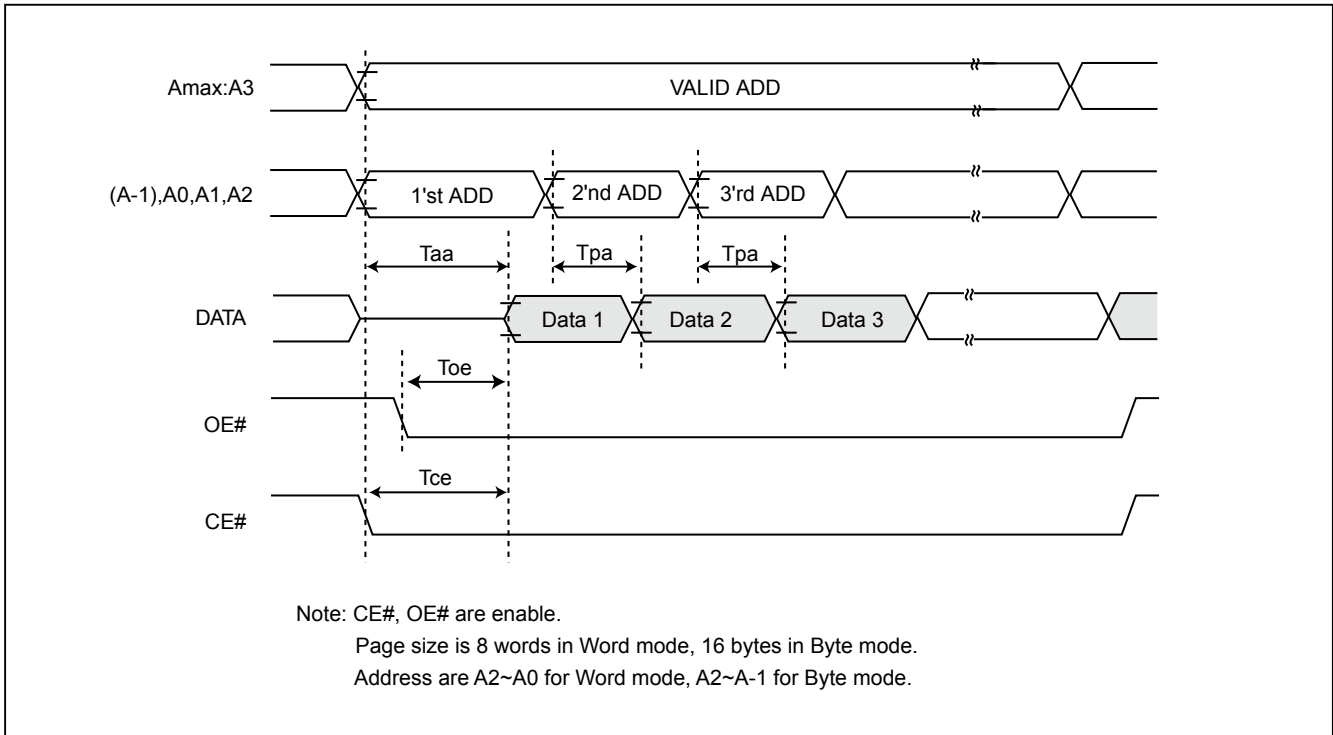 Amax:A3
VALID ADD
(A-1),A0,A1,A2
1'st ADD
2'nd ADD
3'rd ADD
Taa
Tpa
Tpa
DATA
Data 1
Data 2
Data 3
Toe
OE#
Tce
CE#
Note: CE#, OE# are enable.
Page size is 8 words in Word mode, 16 bytes in Byte mode.
Address are A2~A0 for Word mode, A2~A-1 for Byte mode.